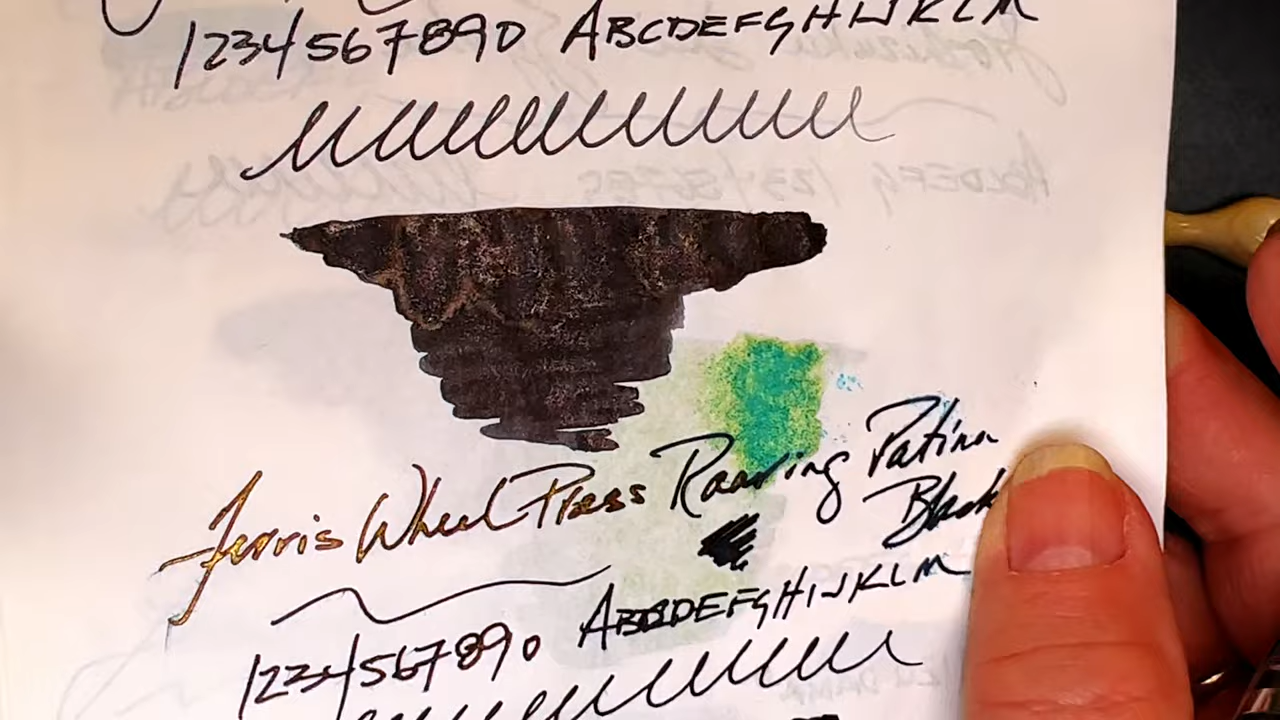 1234567890 ABCDEFGHIJKLM
Ferris Wheel Press Roaring Patina
Black
1234567890 ABCDEFGHIJKLM